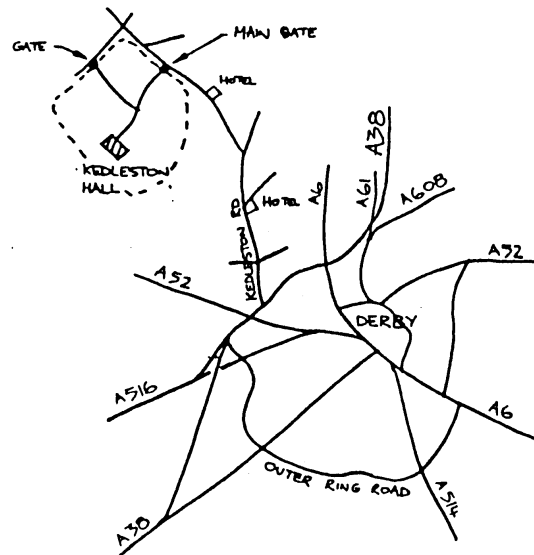 MAIN GATE
GATE
HOTEL
KEDLESTON
HALL
A38
A6
A61
A608
HOTEL
KEDLESTON RD
A52
A52
DERBY
A516
A6
OUTER RING ROAD
A514
A38